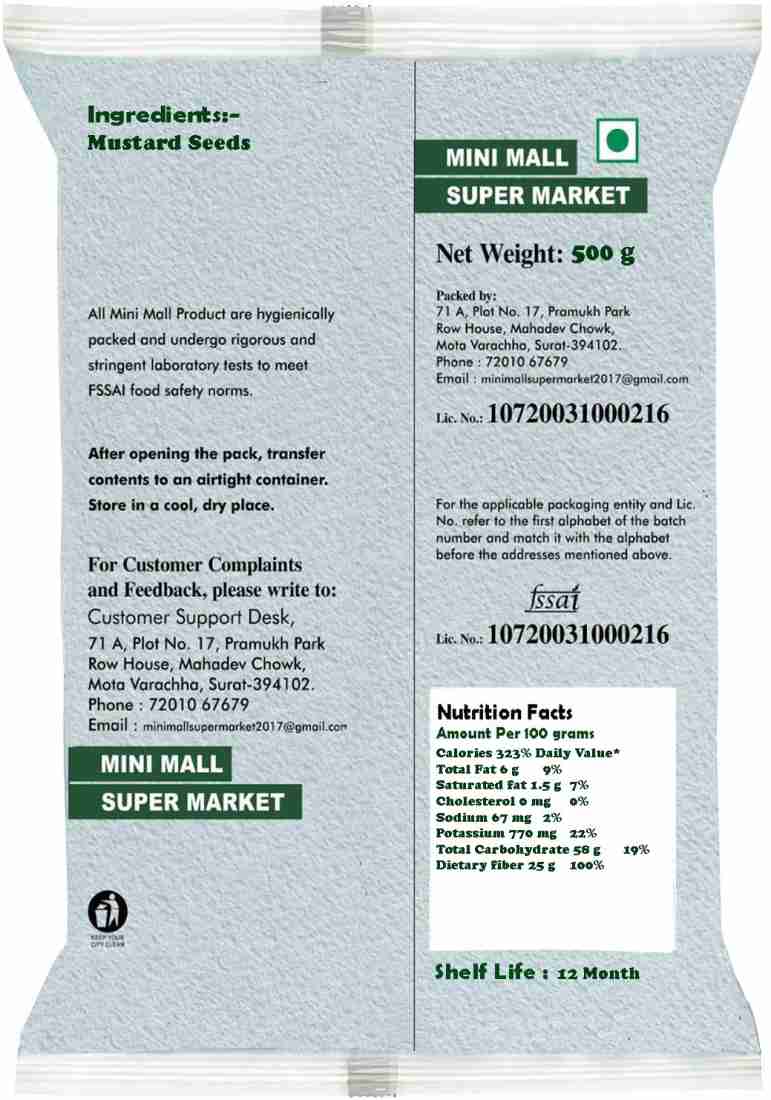 Ingredients:-
Mustard Seeds
All Mini Mall Product are hygienically
packed and undergo rigorous and
stringent laboratory tests to meet
FSSAI food safety norms.
After opening the pack, transfer
contents to an airtight container.
Store in a cool, dry place.
For Customer Complaints
and Feedback, please write to:
Customer Support Desk,
71 A, Plot No. 17, Pramukh Park
Row House, Mahadev Chowk,
Mota Varachha, Surat-394102.
Phone : 72010 67679
Email : minimallsupermarket2017@gmail.com
MINI MALL
SUPER MARKET
KEEP YOUR
CITY CLEAN
MINI MALL
SUPER MARKET
Net Weight: 500 g
Packed by:
71 A, Plot No. 17, Pramukh Park
Row House, Mahadev Chowk,
Mota Varachha, Surat-394102.
Phone : 72010 67679
Email : minimallsupermarket2017@gmail.com
Lic. No.: 10720031000216
For the applicable packaging entity and Lic.
No. refer to the first alphabet of the batch
number and match it with the alphabet
before the addresses mentioned above.
fssai
Lic. No.: 10720031000216
Nutrition Facts
Amount Per 100 grams
Calories 323% Daily Value*
Total Fat 6 g 9%
Saturated fat 1.5 g 7%
Cholesterol 0 mg 0%
Sodium 67 mg 2%
Potassium 770 mg 22%
Total Carbohydrate 58 g 19%
Dietary fiber 25 g 100%
Shelf Life : 12 Month